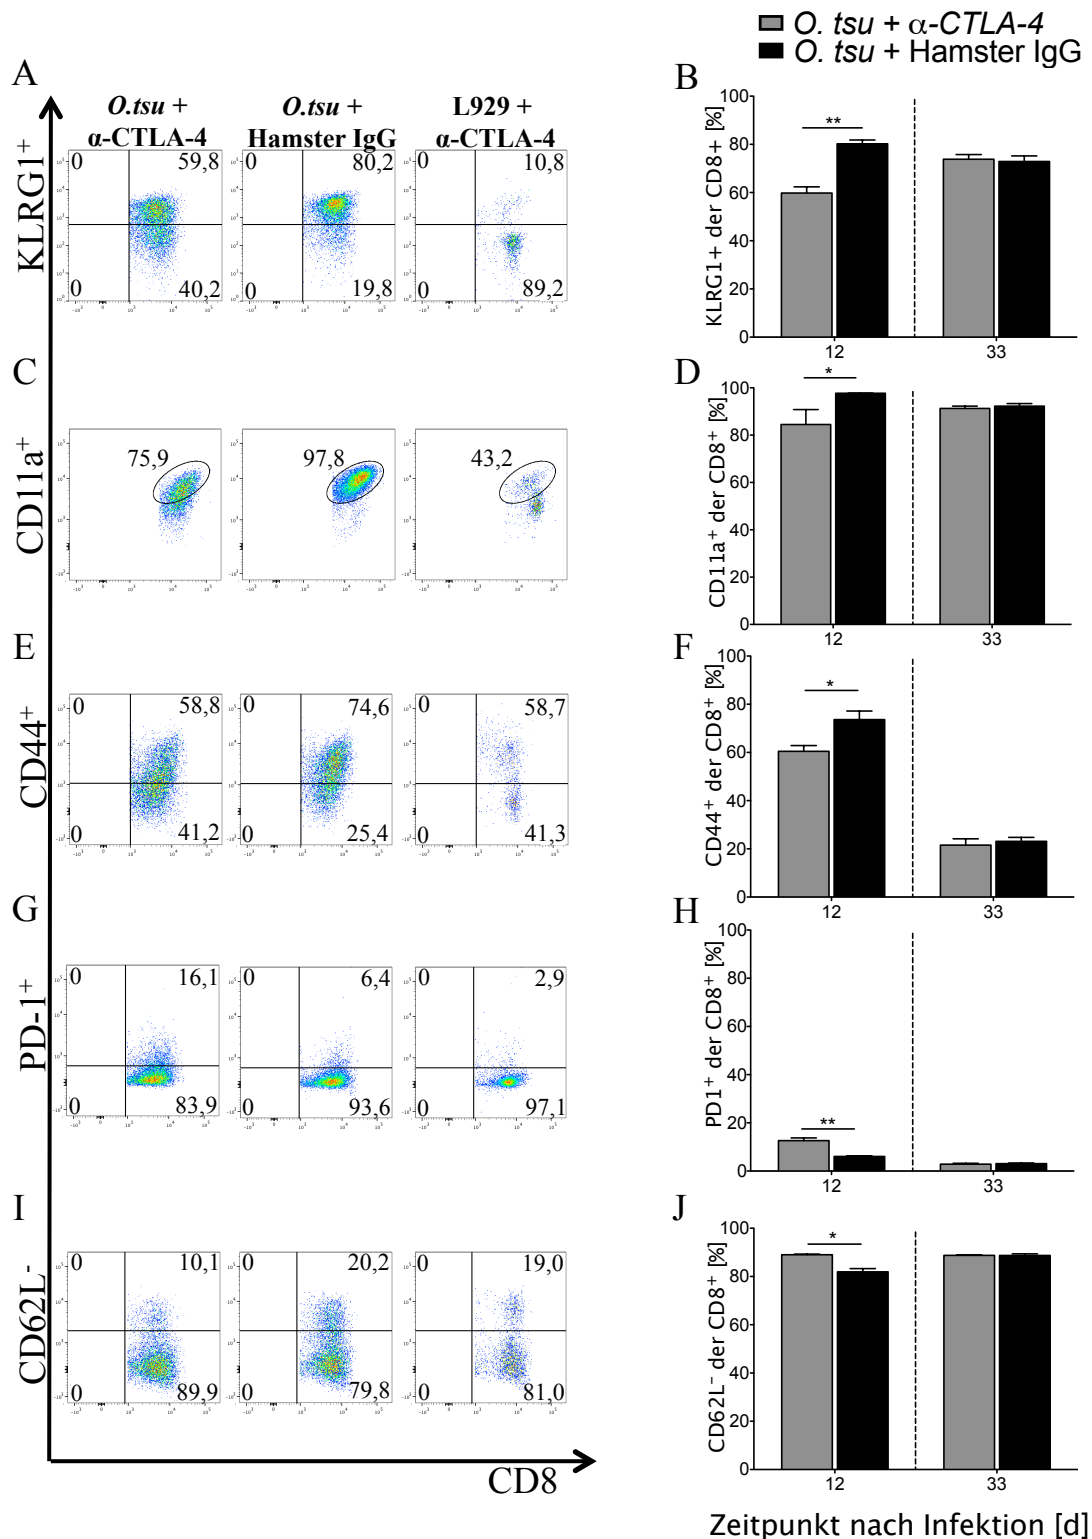 O. tsu + α-CTLA-4
O. tsu + Hamster IgG
A
O.tsu + α-CTLA-4
O.tsu + Hamster IgG
L929 + α-CTLA-4
KLRG1+
0 59,8
0 40,2
0 80,2
0 19,8
0 10,8
0 89,2
B
KLRG1+ der CD8+ [%]
100
80
60
40
20
0
**
12 33
C
CD11a+
75,9
97,8
43,2
D
CD11a+ der CD8+ [%]
100
80
60
40
20
0
*
12 33
E
CD44+
0 58,8
0 41,2
0 74,6
0 25,4
0 58,7
0 41,3
F
CD44+ der CD8+ [%]
100
80
60
40
20
0
*
12 33
G
PD-1+
0 16,1
0 83,9
0 6,4
0 93,6
0 2,9
0 97,1
H
PD1+ der CD8+ [%]
100
80
60
40
20
0
**
12 33
I
CD62L-
0 10,1
0 89,9
0 20,2
0 79,8
0 19,0
0 81,0
J
CD62L- der CD8+ [%]
100
80
60
40
20
0
*
12 33
CD8
Zeitpunkt nach Infektion [d]